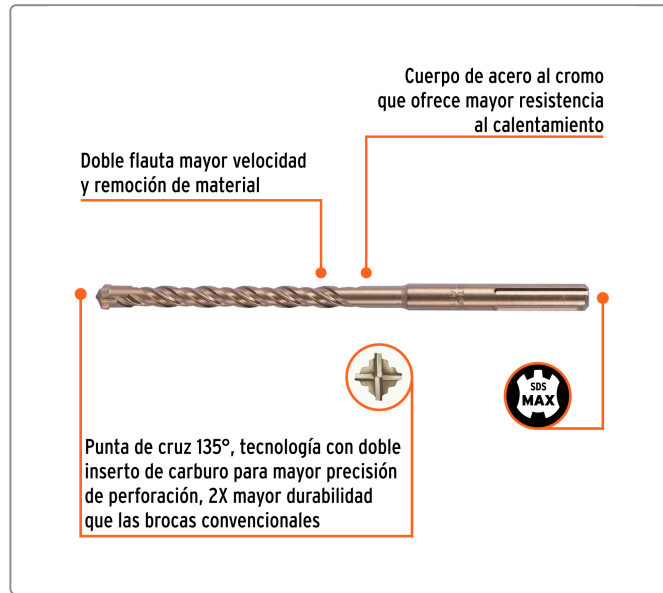 Cuerpo de acero al cromo
que ofrece mayor resistencia
al calentamiento
Doble flauta mayor velocidad
y remoción de material
SDS
MAX
Punta de cruz 135°, tecnología con doble
inserto de carburo para mayor precisión
de perforación, 2X mayor durabilidad
que las brocas convencionales